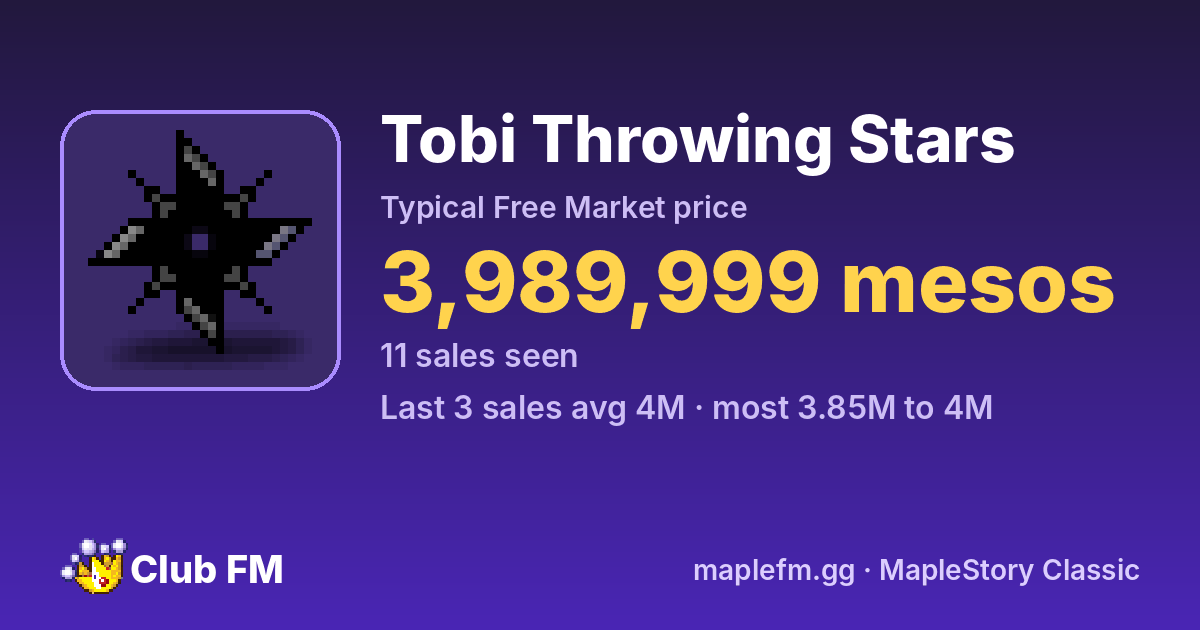 Tobi Throwing Stars
Typical Free Market price
3,989,999 mesos
11 sales seen
Last 3 sales avg 4M · most 3.85M to 4M
Club FM
maplefm.gg · MapleStory Classic